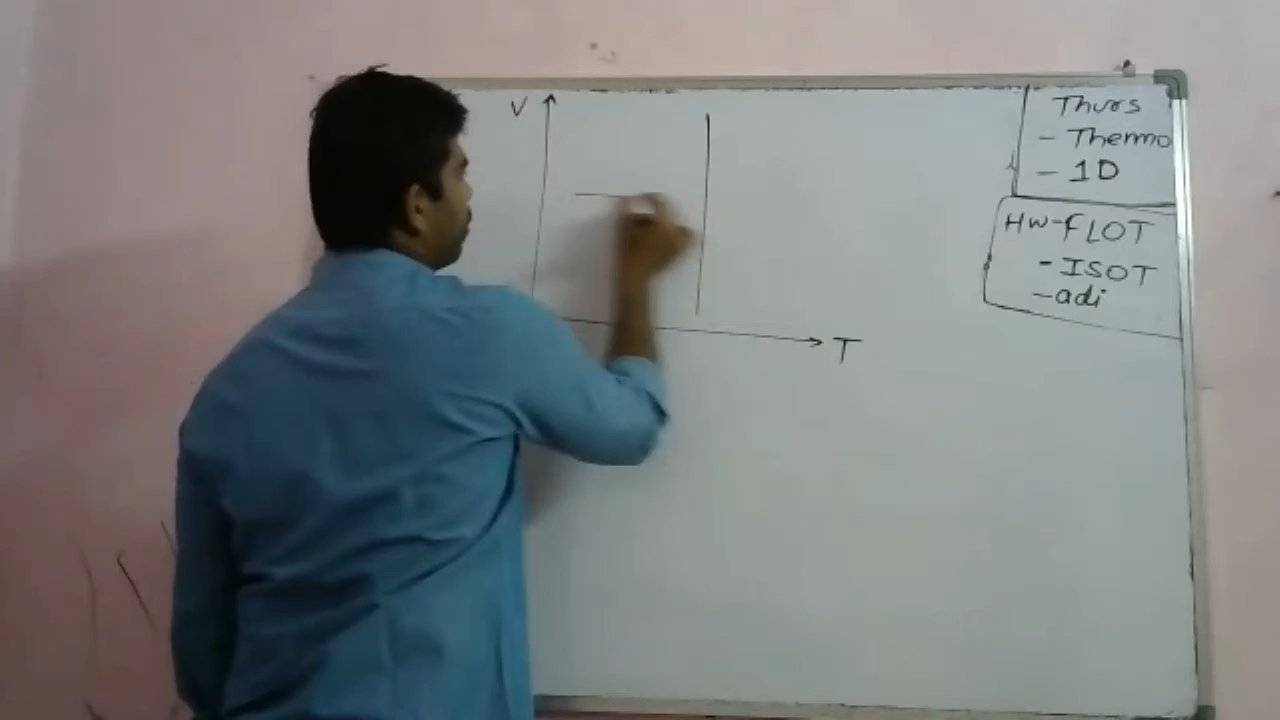 V
T
Thurs
- Thermo
- 1D
HW-FLOT
- ISOT
- adi